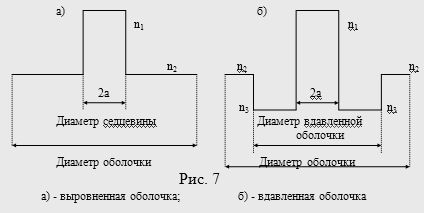 а)
б)
n1
n1
n2
n2
n2
2a
2a
n3
n3
Диаметр седцевины
Диаметр вдавленной
оболочки
Диаметр оболочки
Диаметр оболочки
Рис. 7
а) - выровненная оболочка;
б) - вдавленная оболочка